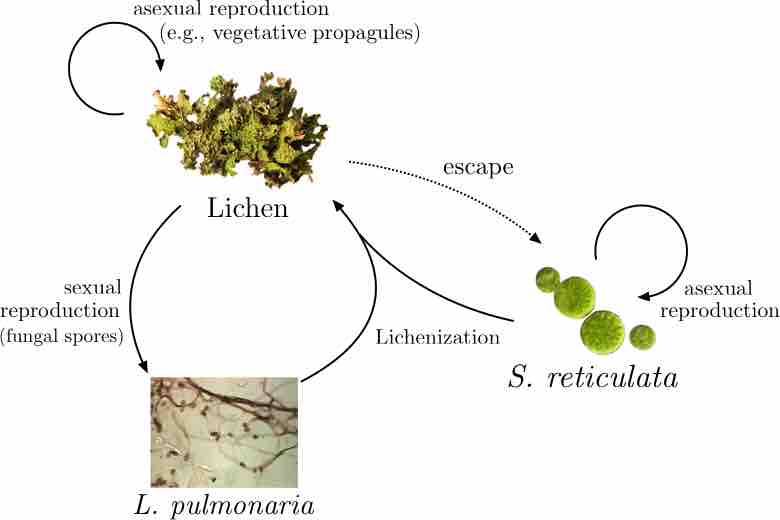 asexual reproduction
(e.g., vegetative propagules)
escape
Lichen
sexual
reproduction
(fungal spores)
asexual
reproduction
Lichenization
S. reticulata
L. pulmonaria